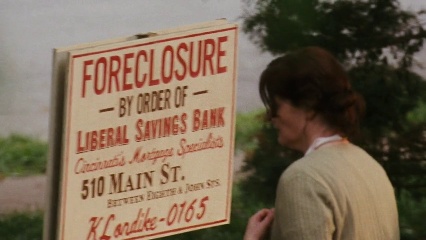 FORECLOSURE
— BY ORDER OF —
LIBERAL SAVINGS BANK
Cincinnati's Mortgage Specialists
510 MAIN ST.
BETWEEN EIGHTH & JOHN STS.
KLondike-0165